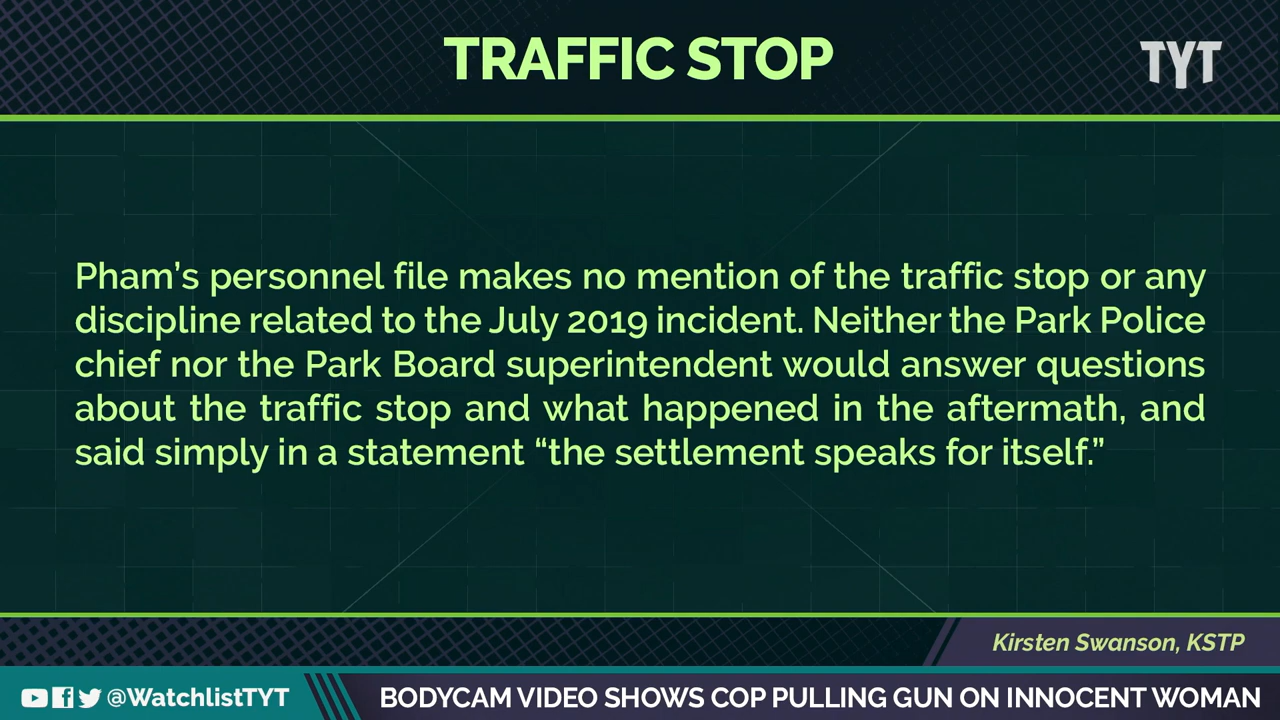 TRAFFIC STOP
TYT
Pham’s personnel file makes no mention of the traffic stop or any
discipline related to the July 2019 incident. Neither the Park Police
chief nor the Park Board superintendent would answer questions
about the traffic stop and what happened in the aftermath, and
said simply in a statement “the settlement speaks for itself.”
Kirsten Swanson, KSTP
@WatchlistTYT
BODYCAM VIDEO SHOWS COP PULLING GUN ON INNOCENT WOMAN